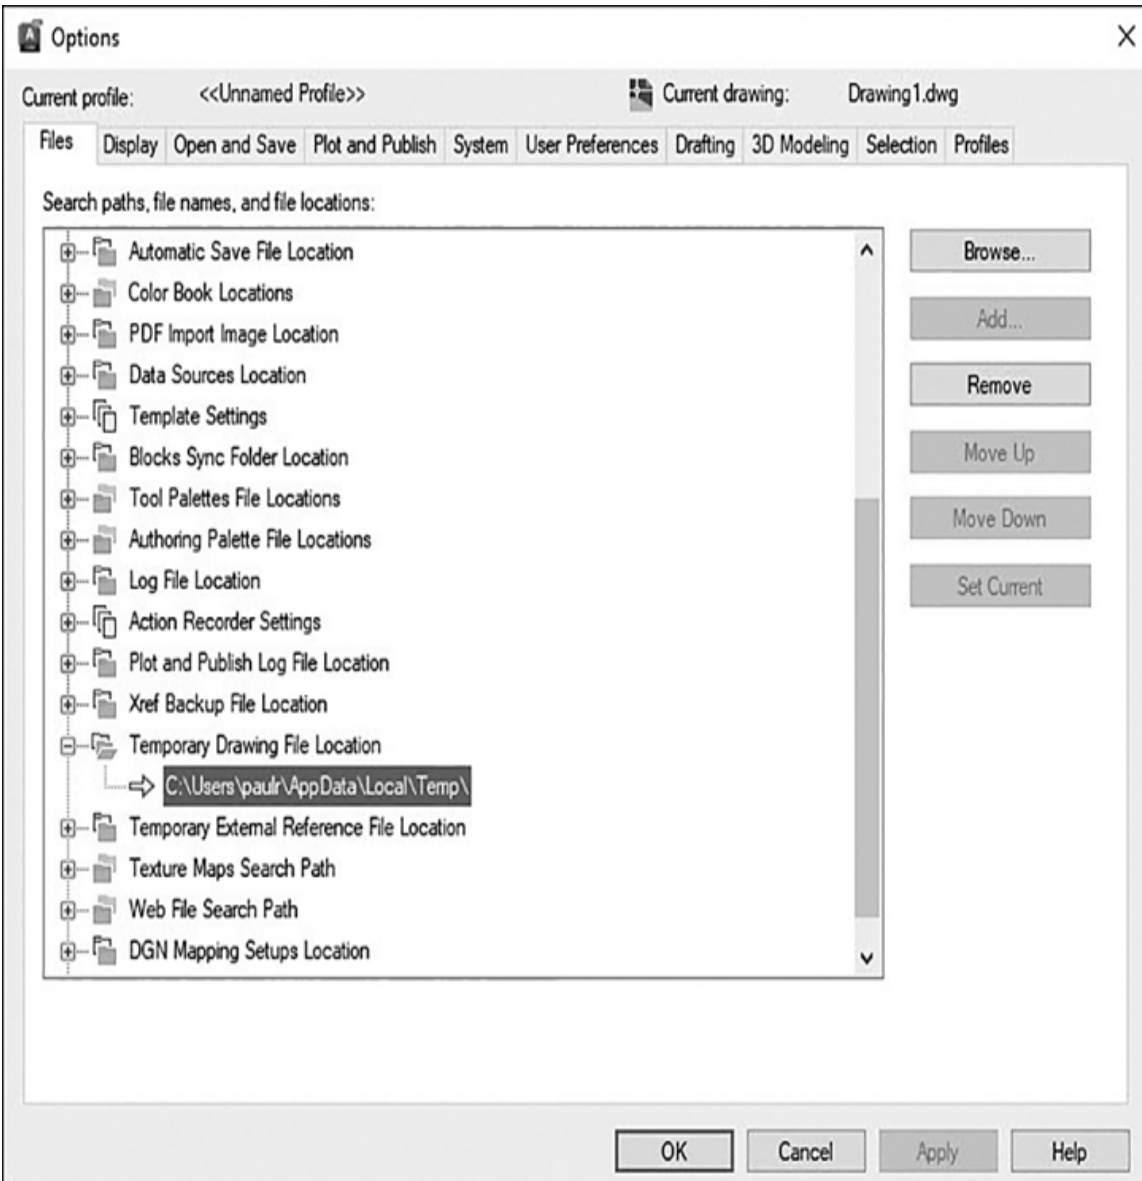 Options
Current profile: <<Unnamed Profile>> Current drawing: Drawing1.dwg
Files Display Open and Save Plot and Publish System User Preferences Drafting 3D Modeling Selection Profiles
Search paths, file names, and file locations:
Automatic Save File Location
Color Book Locations
PDF Import Image Location
Data Sources Location
Template Settings
Blocks Sync Folder Location
Tool Palettes File Locations
Authoring Palette File Locations
Log File Location
Action Recorder Settings
Plot and Publish Log File Location
Xref Backup File Location
Temporary Drawing File Location
C:\Users\paulr\AppData\Local\Temp\
Temporary External Reference File Location
Texture Maps Search Path
Web File Search Path
DGN Mapping Setups Location
Browse...
Add...
Remove
Move Up
Move Down
Set Current
OK Cancel Apply Help